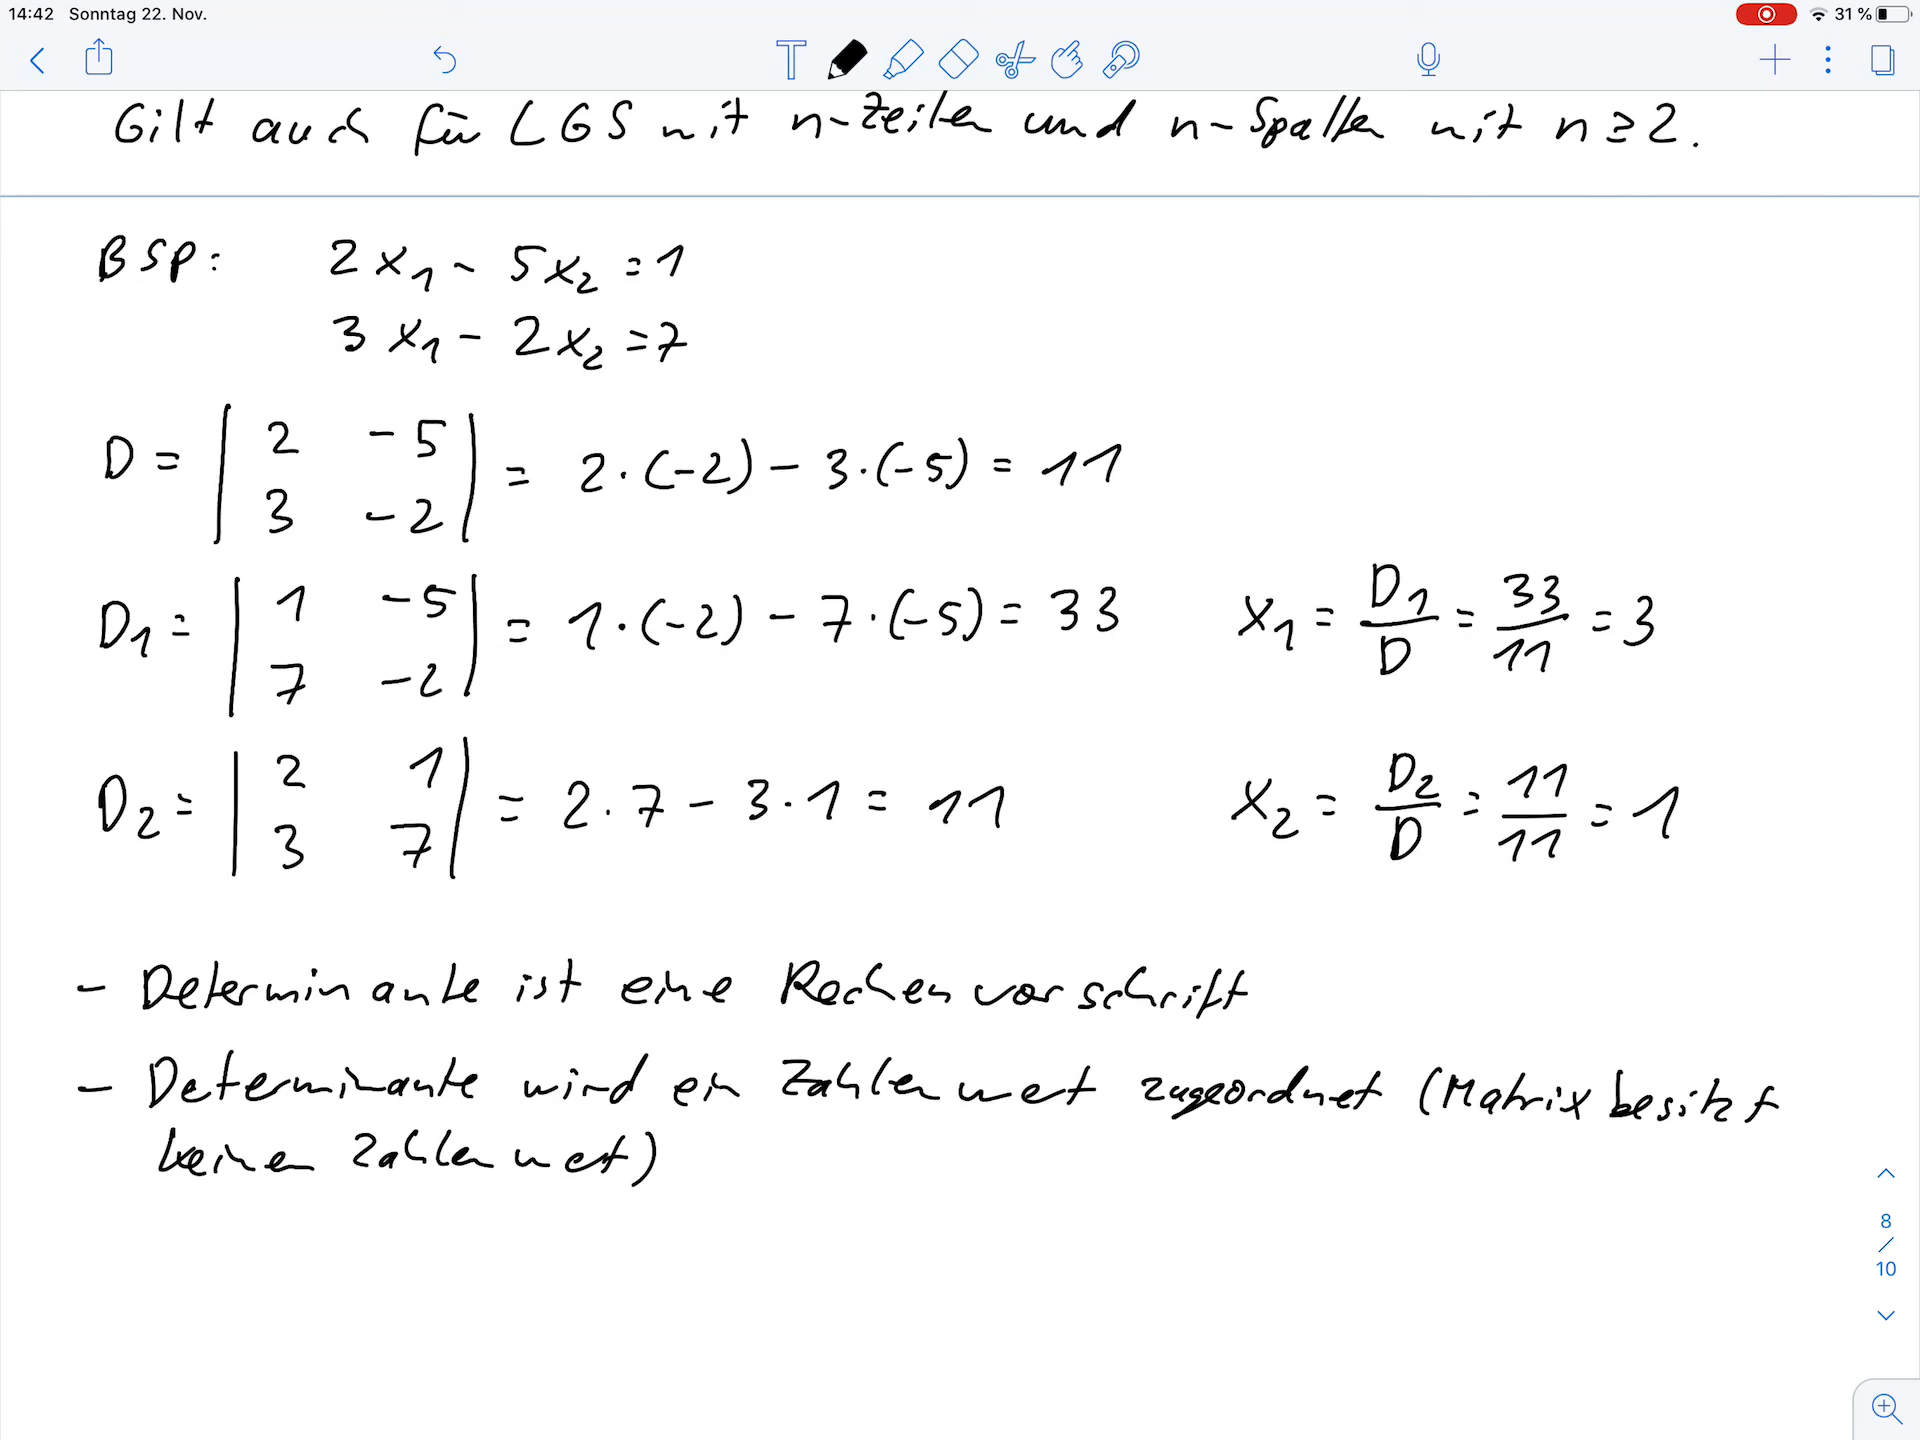 14:42 Sonntag 22. Nov. 31 %
T
Gilt auch für LGS mit n-Zeilen und n-Spalten mit n ≥ 2.
BSP: 2x₁ - 5x₂ = 1
3x₁ - 2x₂ = 7
D = | 2 -5 | = 2·(-2) - 3·(-5) = 11
| 3 -2 |
D₁ = | 1 -5 | = 1·(-2) - 7·(-5) = 33 x₁ = D₁/D = 33/11 = 3
| 7 -2 |
D₂ = | 2 1 | = 2·7 - 3·1 = 11 x₂ = D₂/D = 11/11 = 1
| 3 7 |
- Determinante ist eine Rechenvorschrift
- Determinante wird ein Zahlenwert zugeordnet (Matrix besitzt
keinen Zahlenwert)
8
/
10